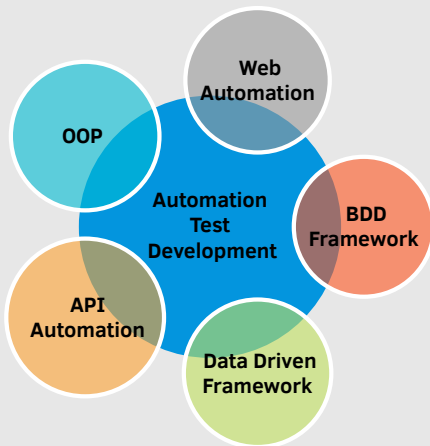 Web
Automation
OOP
Automation
Test
Development
BDD
Framework
API
Automation
Data Driven
Framework